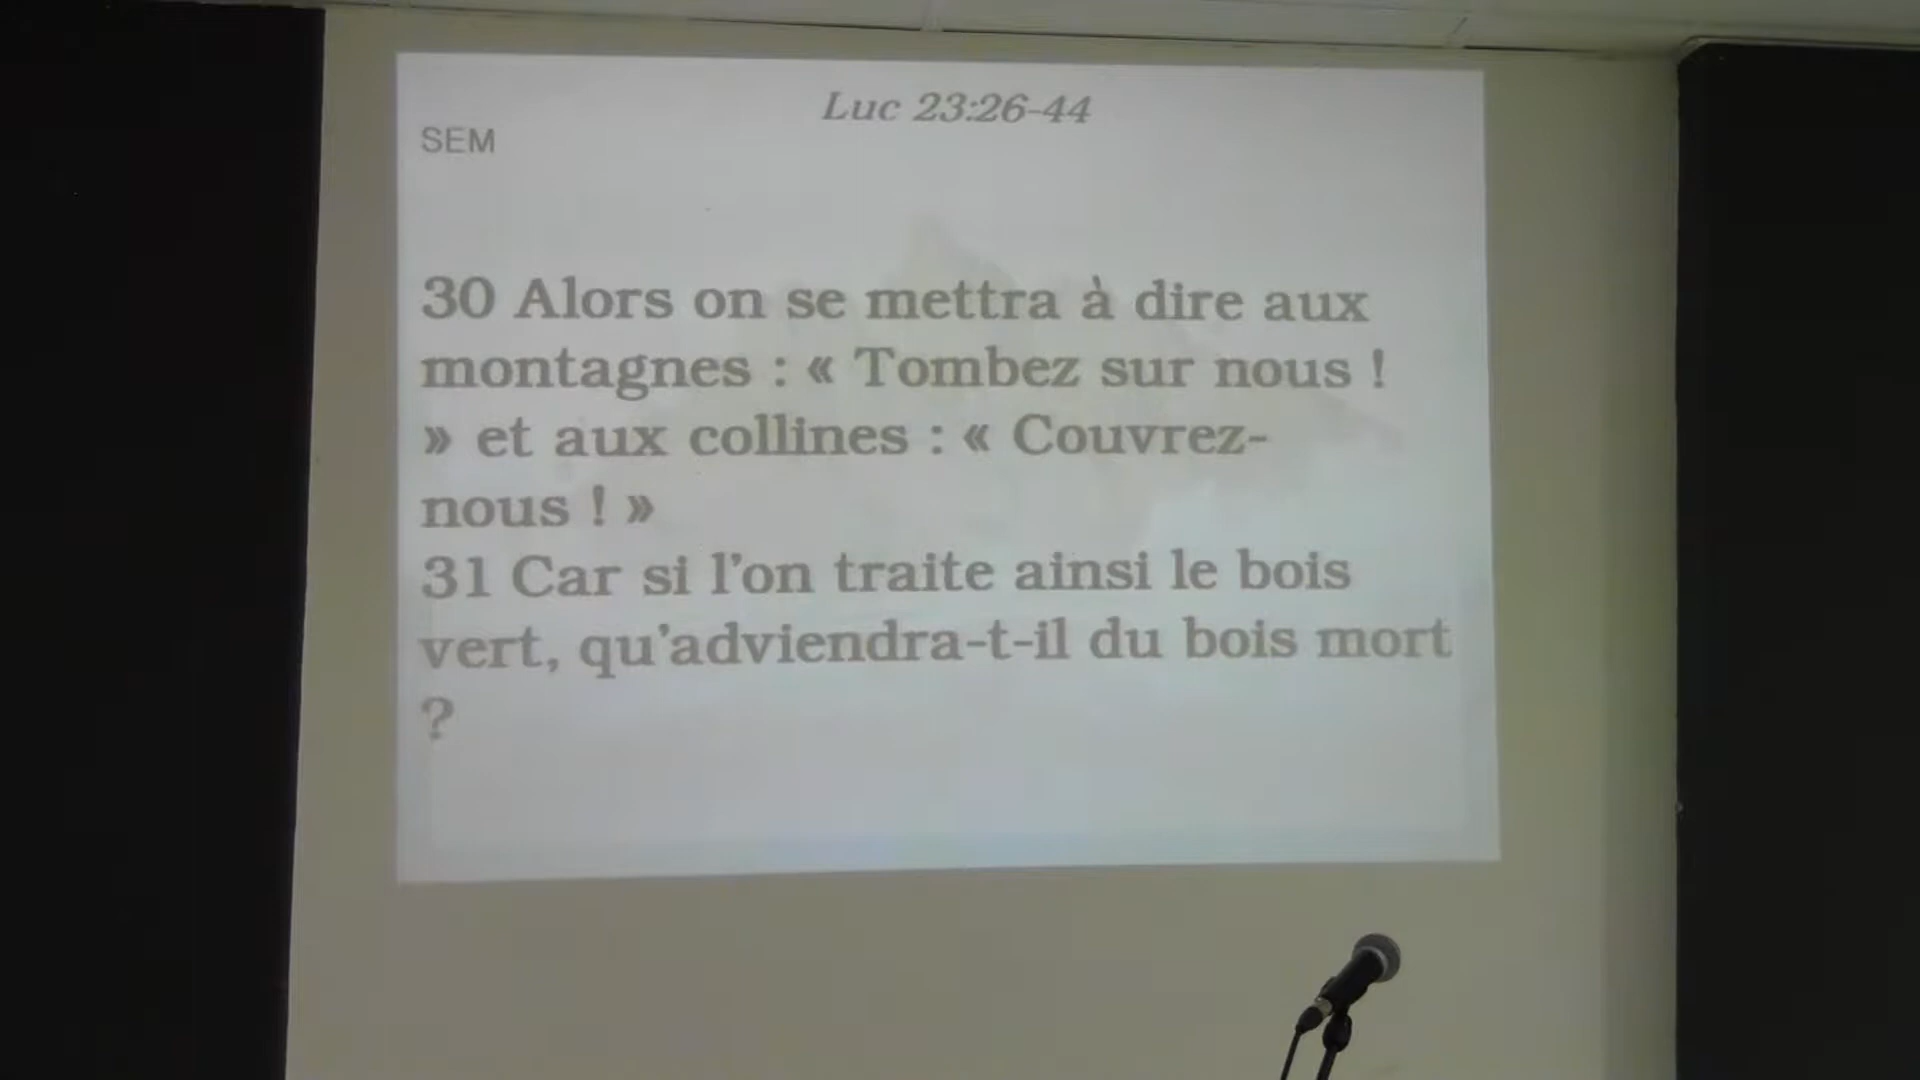 Luc 23:26-44
SEM
30 Alors on se mettra à dire aux
montagnes : « Tombez sur nous !
» et aux collines : « Couvrez-
nous ! »
31 Car si l’on traite ainsi le bois
vert, qu’adviendra-t-il du bois mort
?